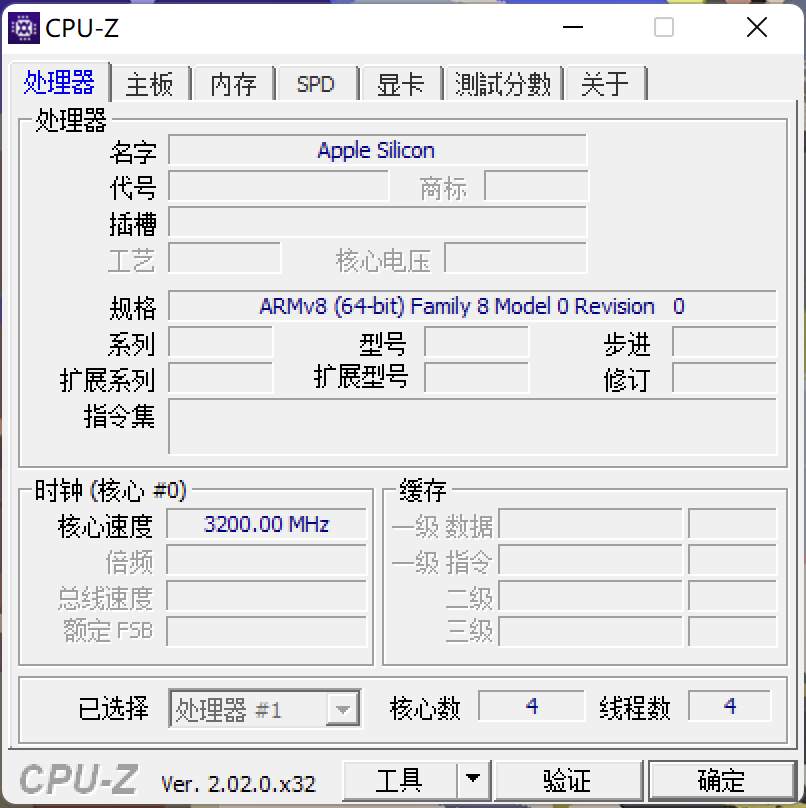 CPU-Z
处理器 主板 内存 SPD 显卡 測試分數 关于
处理器
名字 Apple Silicon
代号 商标
插槽
工艺 核心电压
规格 ARMv8 (64-bit) Family 8 Model 0 Revision 0
系列 型号 步进
扩展系列 扩展型号 修订
指令集
时钟 (核心 #0) 缓存
核心速度 3200.00 MHz 一级 数据
倍频 一级 指令
总线速度 二级
额定 FSB 三级
已选择 处理器 #1 核心数 4 线程数 4
CPU-Z Ver. 2.02.0.x32 工具 验证 确定